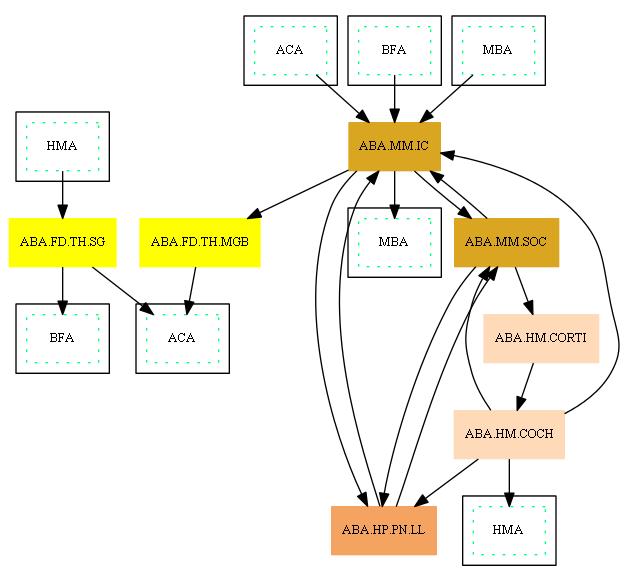 ACA
BFA
MBA
HMA
ABA.MM.IC
ABA.FD.TH.SG
ABA.FD.TH.MGB
MBA
ABA.MM.SOC
BFA
ACA
ABA.HM.CORTI
ABA.HM.COCH
ABA.HP.PN.LL
HMA